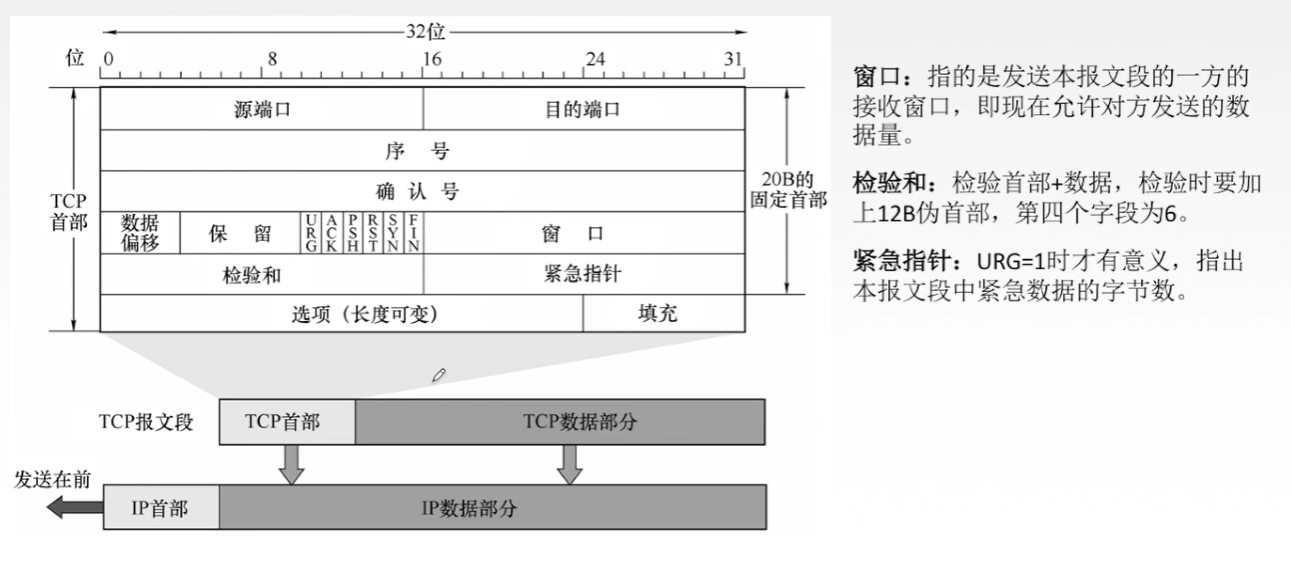 32位
位 0 8 16 24 31
源端口 目的端口
序 号
确 认 号
数据
偏移
保 留
URG ACK PSH RST SYN FIN
窗 口
检验和 紧急指针
选项（长度可变） 填充
TCP
首部
20B的
固定首部
TCP报文段 TCP首部 TCP数据部分
发送在前
IP首部 IP数据部分
窗口：指的是发送本报文段的一方的
接收窗口，即现在允许对方发送的数
据量。
检验和：检验首部+数据，检验时要加
上12B伪首部，第四个字段为6。
紧急指针：URG=1时才有意义，指出
本报文段中紧急数据的字节数。